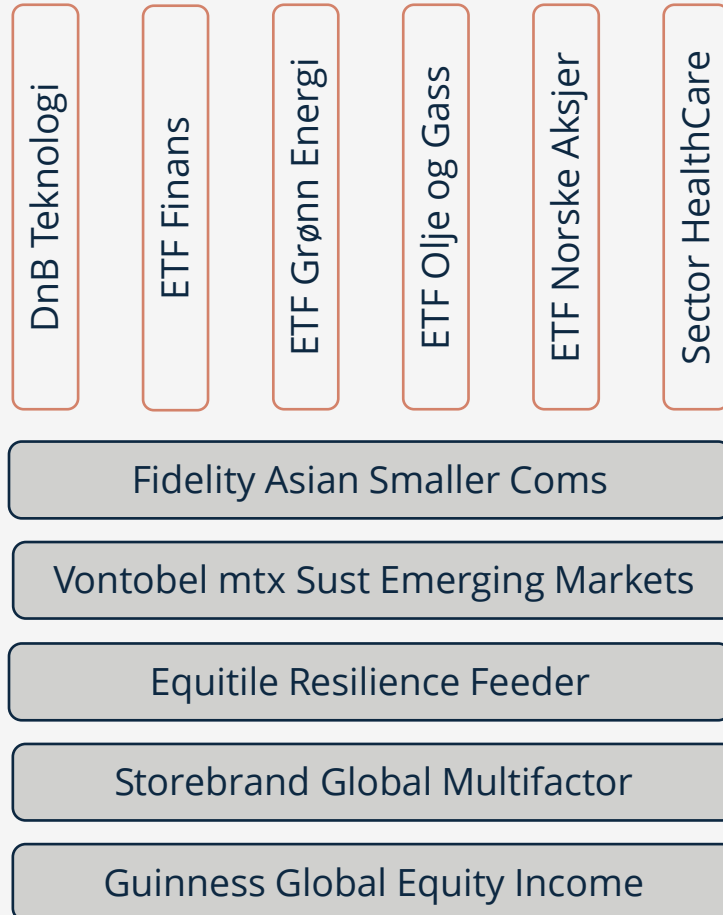 DnB Teknologi
ETF Finans
ETF Grønn Energi
ETF Olje og Gass
ETF Norske Aksjer
Sector HealthCare
Fidelity Asian Smaller Coms
Vontobel mtx Sust Emerging Markets
Equitile Resilience Feeder
Storebrand Global Multifactor
Guinness Global Equity Income